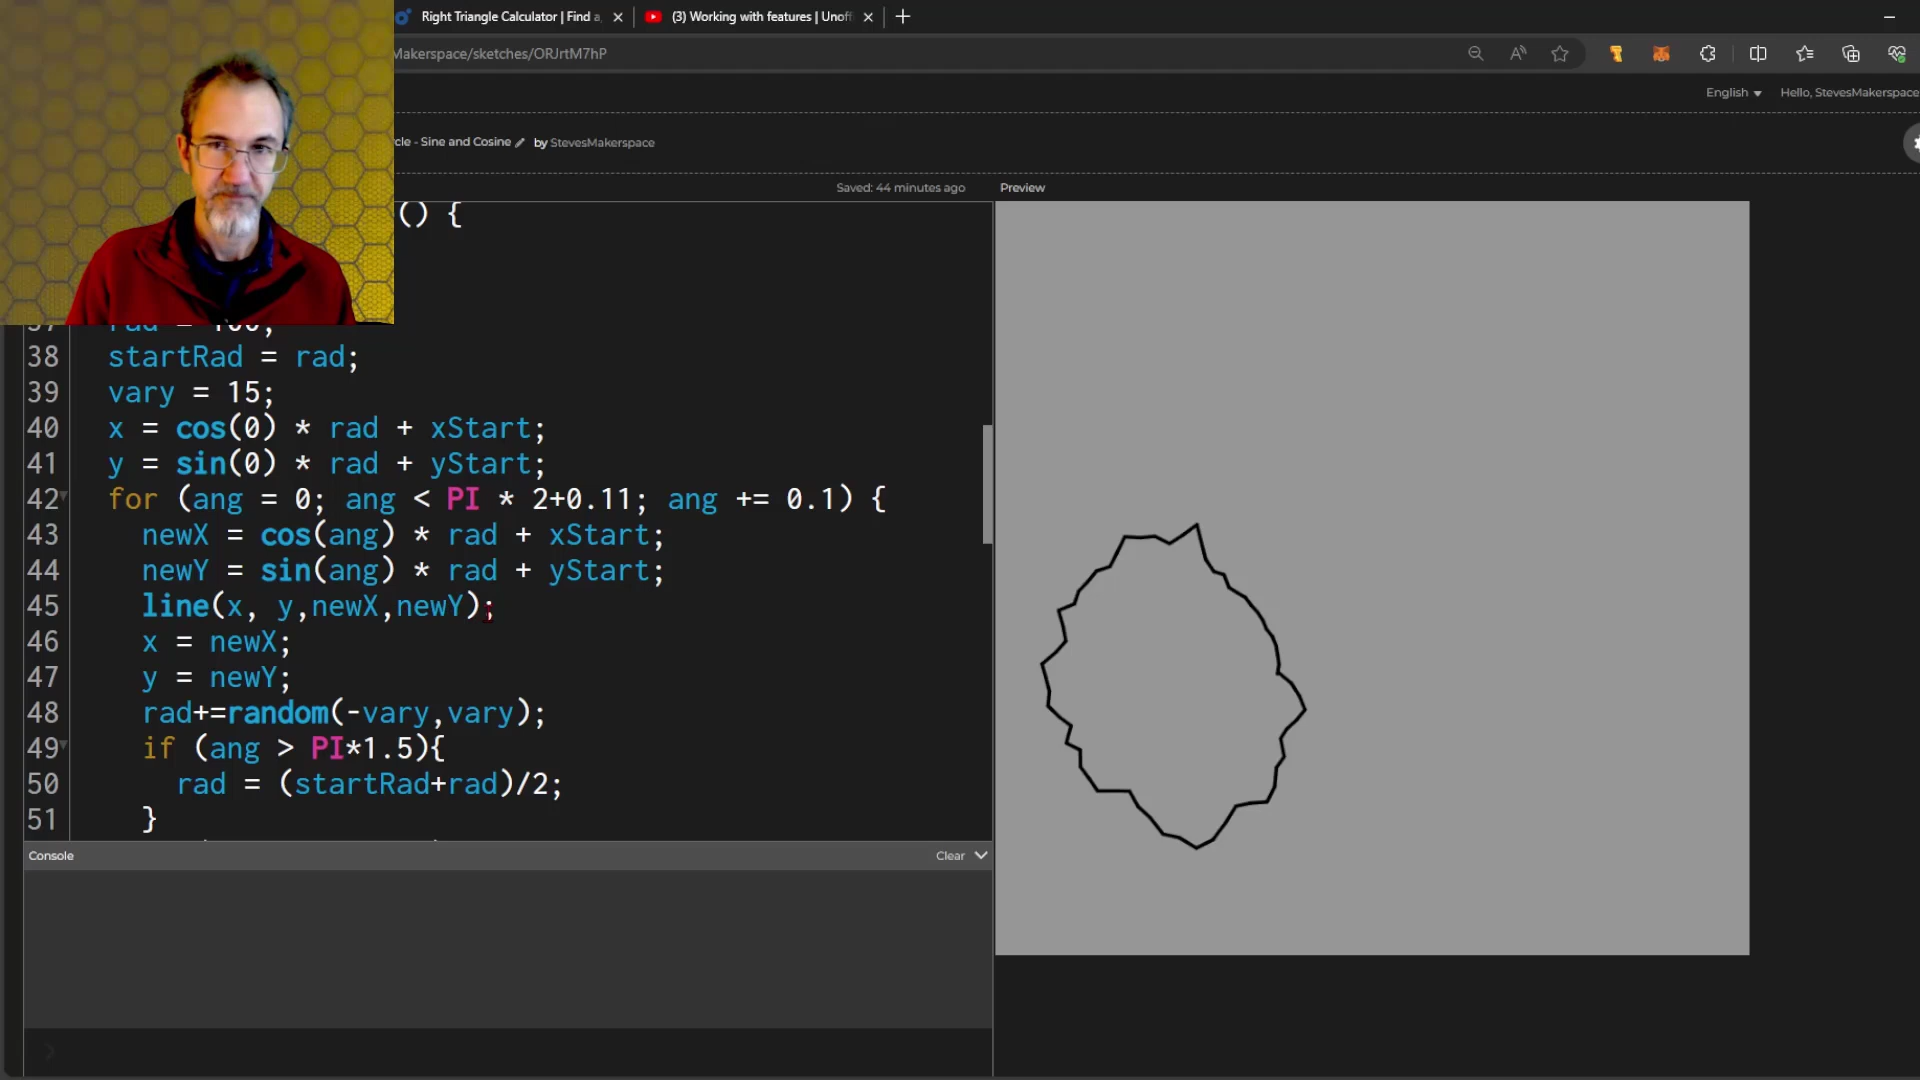 Right Triangle Calculator | Find a
(3) Working with features | Unoff
Makerspace/sketches/ORJrtM7hP
English
Hello, StevesMakerspace
cle - Sine and Cosine
by StevesMakerspace
Saved: 44 minutes ago
Preview
() {
38 startRad = rad;
39 vary = 15;
40 x = cos(0) * rad + xStart;
41 y = sin(0) * rad + yStart;
42 for (ang = 0; ang < PI * 2+0.11; ang += 0.1) {
43 newX = cos(ang) * rad + xStart;
44 newY = sin(ang) * rad + yStart;
45 line(x, y,newX,newY);
46 x = newX;
47 y = newY;
48 rad+=random(-vary,vary);
49 if (ang > PI*1.5){
50 rad = (startRad+rad)/2;
51 }
Console
Clear